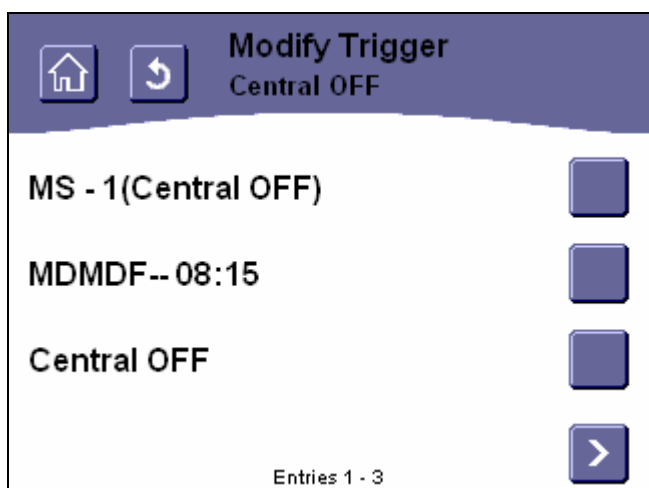 Modify Trigger
Central OFF
MS - 1(Central OFF)
MDMDF-- 08:15
Central OFF
Entries 1 - 3